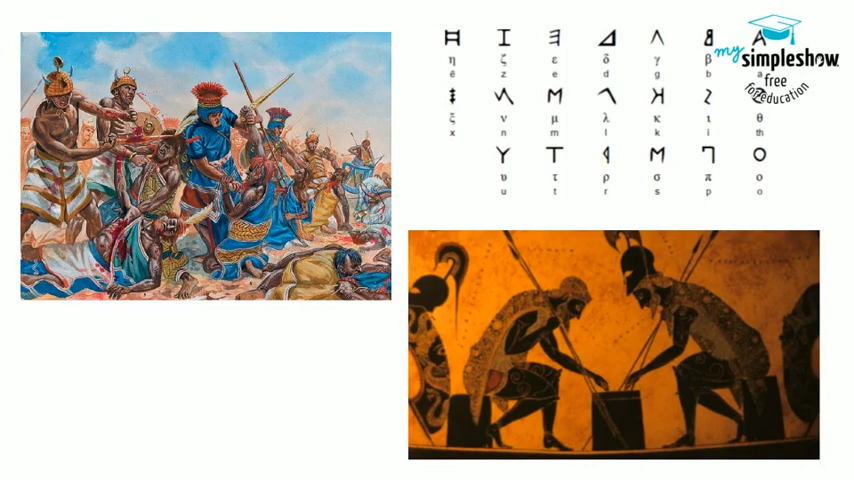 Η Ζ Ε Δ Γ Β Α
η ζ ε δ γ β
ē z e d g b a
Ξ Ν Μ Λ Κ Ι
ξ ν μ λ κ ι θ
x n m l k i th
Υ Τ Ρ Σ Π Ο
υ τ ρ σ π ο
u t r s p o
my simpleshow
free
for education